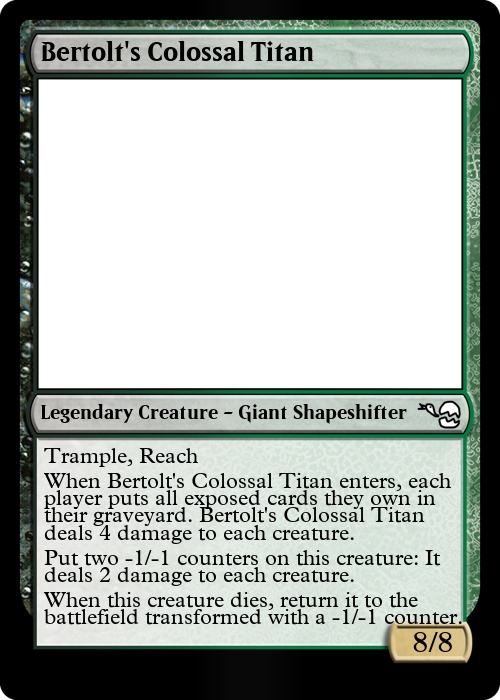 Bertolt's Colossal Titan
Legendary Creature – Giant Shapeshifter
Trample, Reach
When Bertolt's Colossal Titan enters, each
player puts all exposed cards they own in
their graveyard. Bertolt's Colossal Titan
deals 4 damage to each creature.
Put two -1/-1 counters on this creature: It
deals 2 damage to each creature.
When this creature dies, return it to the
battlefield transformed with a -1/-1 counter.
8/8